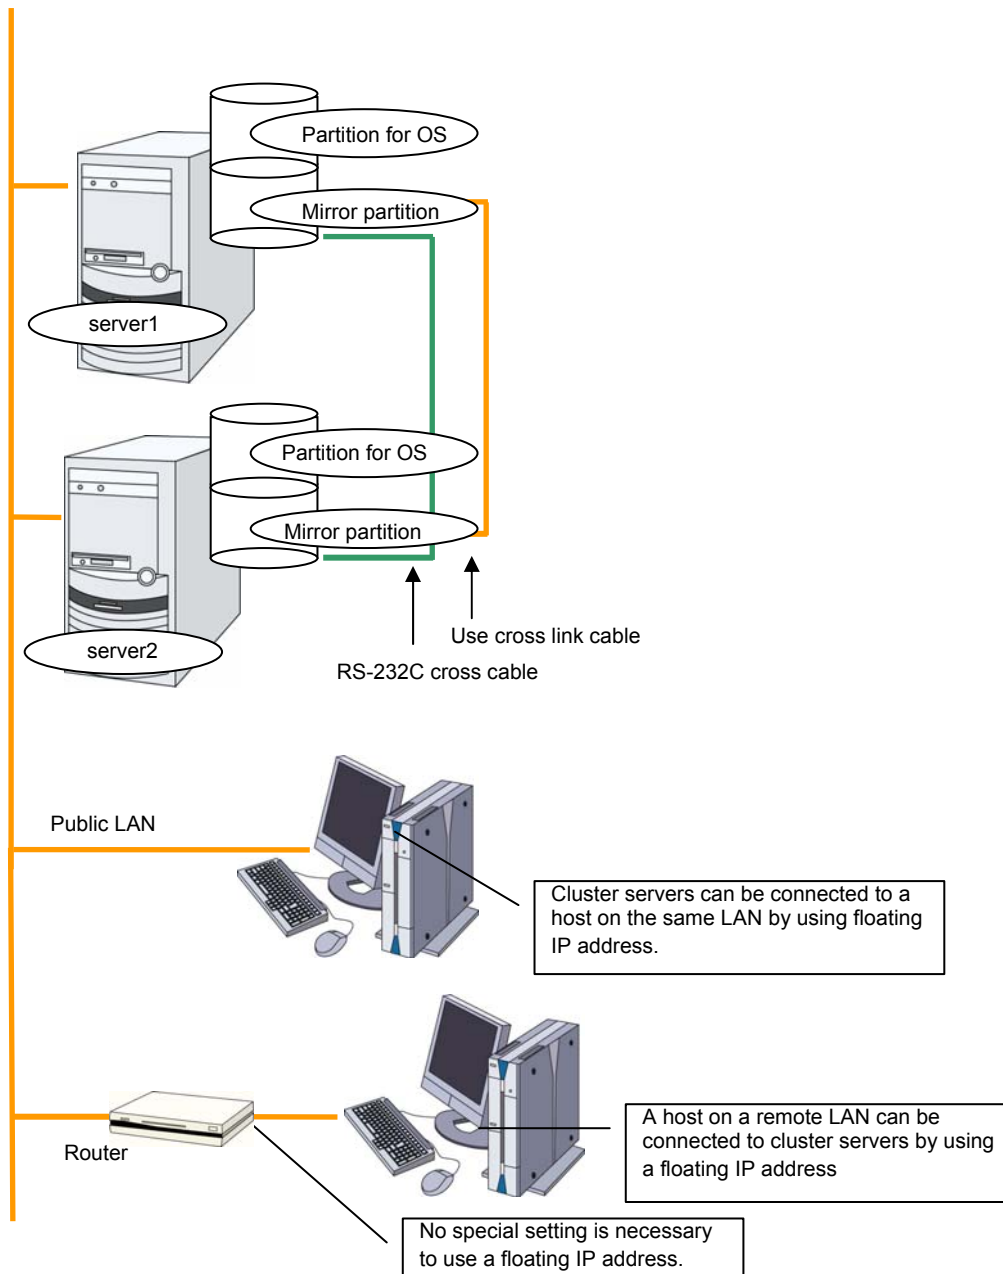 Partition for OS
Mirror partition
server1
Partition for OS
Mirror partition
server2
Use cross link cable
RS-232C cross cable
Public LAN
Cluster servers can be connected to a
host on the same LAN by using floating
IP address.
A host on a remote LAN can be
connected to cluster servers by using
a floating IP address
Router
No special setting is necessary
to use a floating IP address.